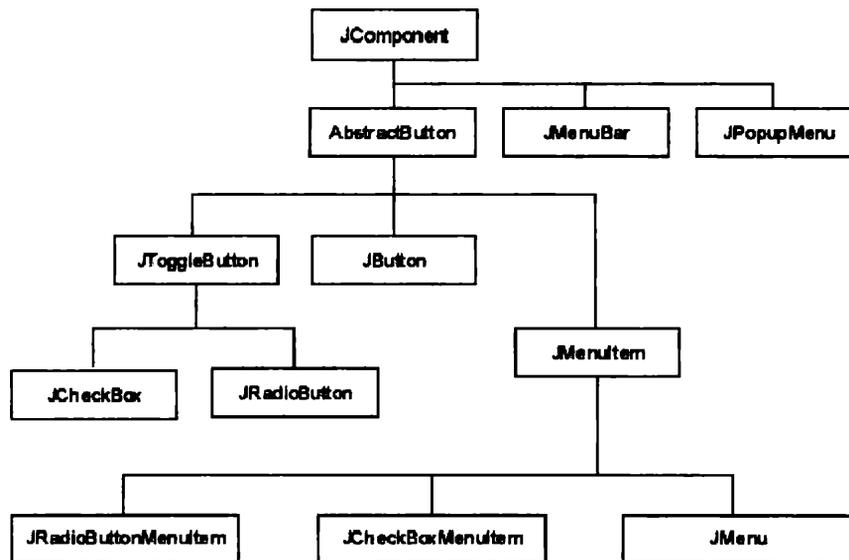 JComponent
AbstractButton
JMenuBar
JPopupMenu
JToggleButton
JButton
JMenuItem
JCheckBox
JRadioButton
JRadioButtonMenuItem
JCheckBoxMenuItem
JMenu